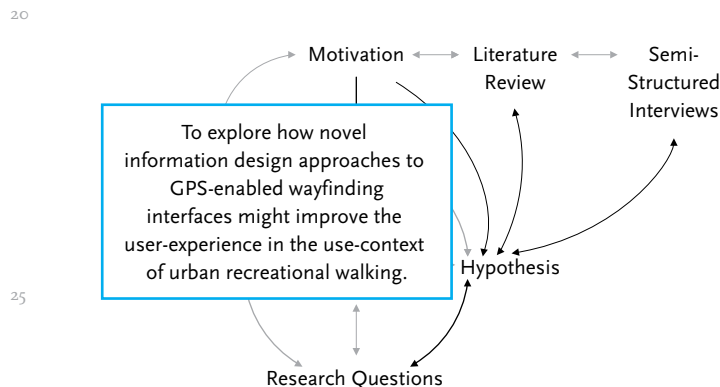 20
Motivation
Literature
Review
Semi-
Structured
Interviews
To explore how novel
information design approaches to
GPS-enabled wayfinding
interfaces might improve the
user-experience in the use-context
of urban recreational walking.
Hypothesis
25
Research Questions